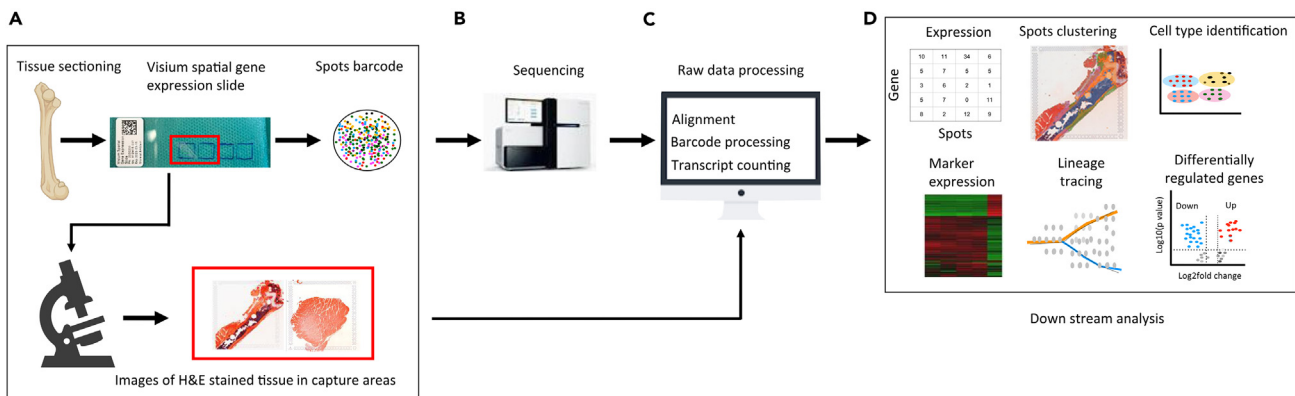 A
B
C
D
Tissue sectioning
Visium spatial gene
expression slide
Spots barcode
Images of H&E stained tissue in capture areas
Sequencing
Raw data processing
Alignment
Barcode processing
Transcript counting
Expression
Gene
10 11 34 6
5 7 5 5
3 6 2 1
5 7 0 11
8 2 12 9
Spots
Spots clustering
Cell type identification
Marker
expression
Lineage
tracing
Differentially
regulated genes
Down Up
Log10(p value)
Log2fold change
Down stream analysis